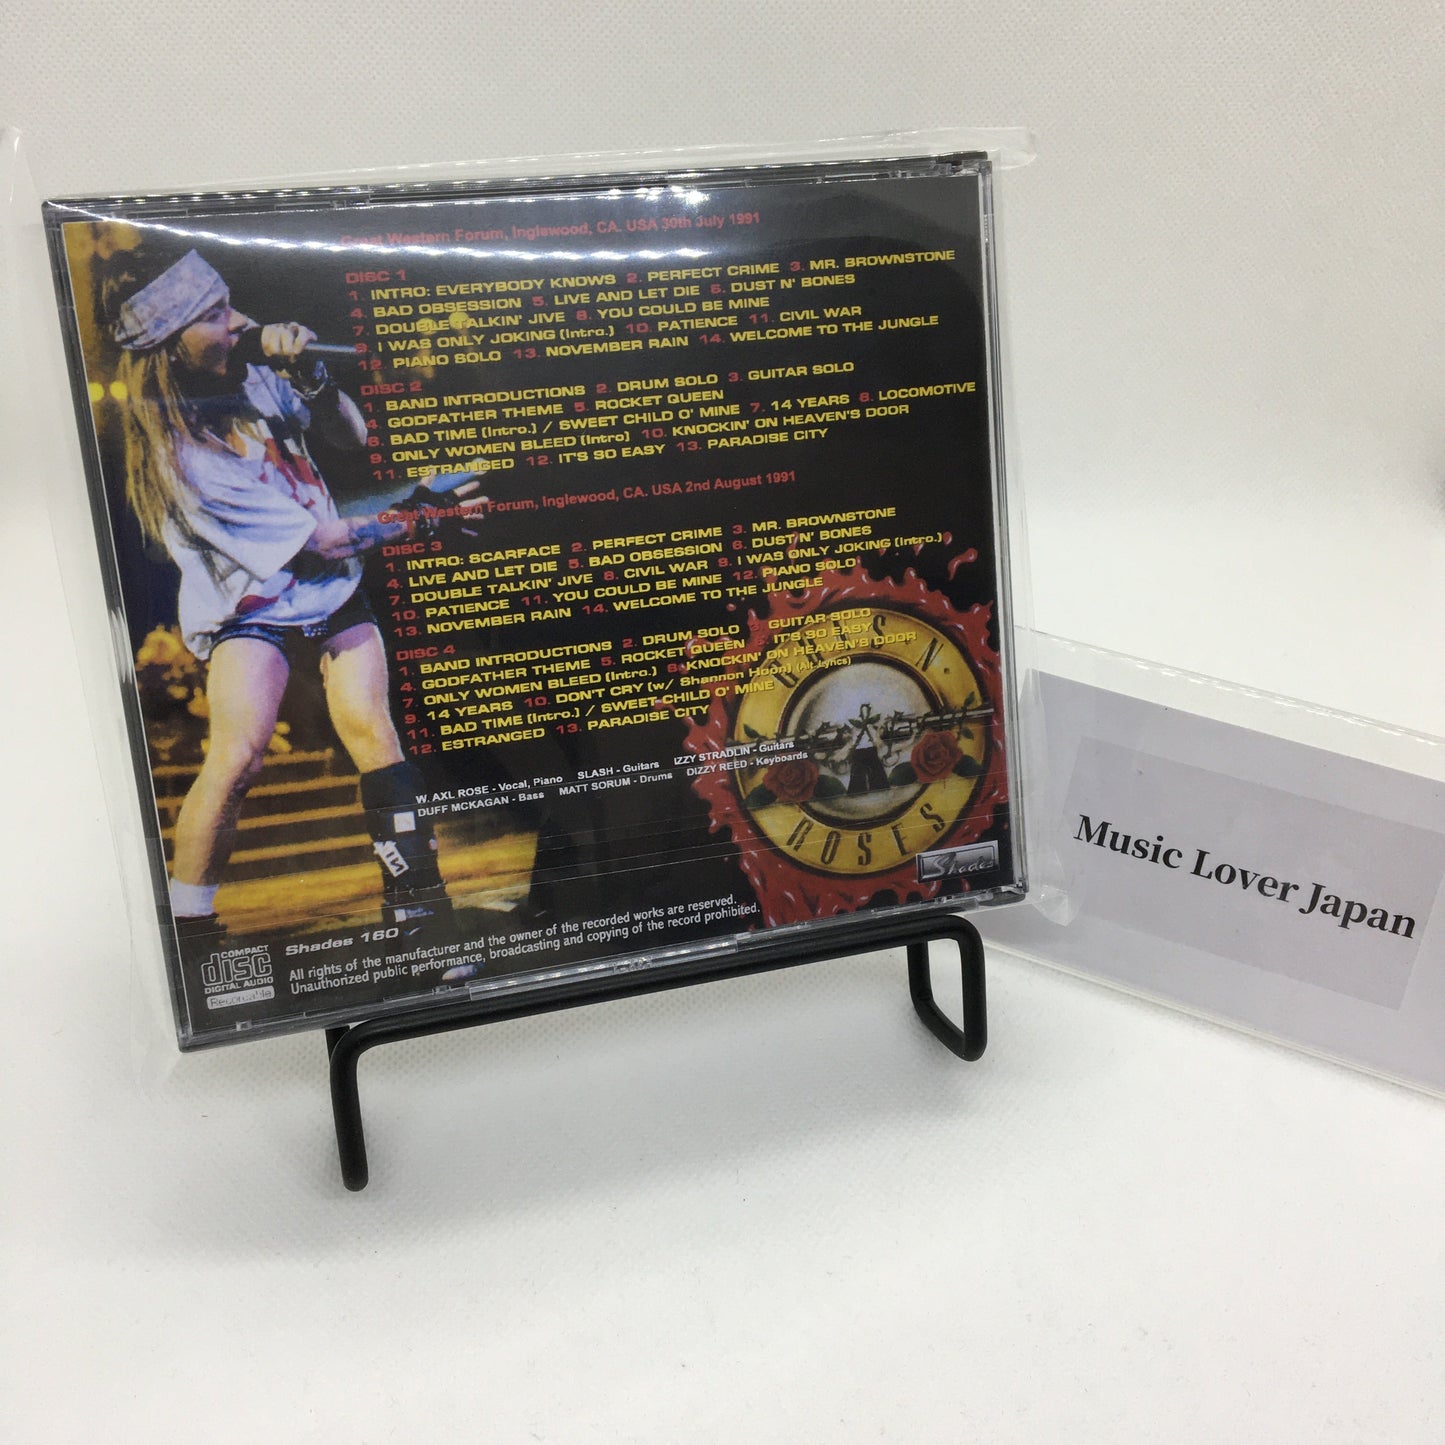 Great Western Forum, Inglewood, CA. USA 30th July 1991
DISC 1
1. INTRO: EVERYBODY KNOWS 2. PERFECT CRIME 3. MR. BROWNSTONE
4. BAD OBSESSION 5. LIVE AND LET DIE 6. DUST N' BONES
7. DOUBLE TALKIN' JIVE 8. YOU COULD BE MINE
9. I WAS ONLY JOKING (Intro.) 10. PATIENCE 11. CIVIL WAR
12. PIANO SOLO 13. NOVEMBER RAIN 14. WELCOME TO THE JUNGLE
DISC 2
1. BAND INTRODUCTIONS 2. DRUM SOLO 3. GUITAR SOLO
4. GODFATHER THEME 5. ROCKET QUEEN
6. BAD TIME (Intro.) / SWEET CHILD O' MINE 7. 14 YEARS 8. LOCOMOTIVE
9. ONLY WOMEN BLEED (Intro) 10. KNOCKIN' ON HEAVEN'S DOOR
11. ESTRANGED 12. IT'S SO EASY 13. PARADISE CITY
Great Western Forum, Inglewood, CA. USA 2nd August 1991
DISC 3
1. INTRO: SCARFACE 2. PERFECT CRIME 3. MR. BROWNSTONE
4. LIVE AND LET DIE 5. BAD OBSESSION 6. DUST N' BONES
7. DOUBLE TALKIN' JIVE 8. CIVIL WAR 9. I WAS ONLY JOKING (Intro.)
10. PATIENCE 11. YOU COULD BE MINE 12. PIANO SOLO
13. NOVEMBER RAIN 14. WELCOME TO THE JUNGLE
DISC 4
1. BAND INTRODUCTIONS 2. DRUM SOLO 3. GUITAR SOLO
4. GODFATHER THEME 5. ROCKET QUEEN 6. IT'S SO EASY
7. ONLY WOMEN BLEED (Intro.) 8. KNOCKIN' ON HEAVEN'S DOOR
9. 14 YEARS 10. DON'T CRY (w/ Shannon Hoon) (Alt. Lyrics)
11. BAD TIME (Intro.) / SWEET CHILD O' MINE
12. ESTRANGED 13. PARADISE CITY
W. AXL ROSE - Vocal, Piano SLASH - Guitars IZZY STRADLIN - Guitars
DUFF MCKAGAN - Bass MATT SORUM - Drums DIZZY REED - Keyboards
GUNS N'
ROSES
Shades
COMPACT
disc
DIGITAL AUDIO
Recordable
Shades 160
All rights of the manufacturer and the owner of the recorded works are reserved.
Unauthorized public performance, broadcasting and copying of the record prohibited.
Music Lover Japan